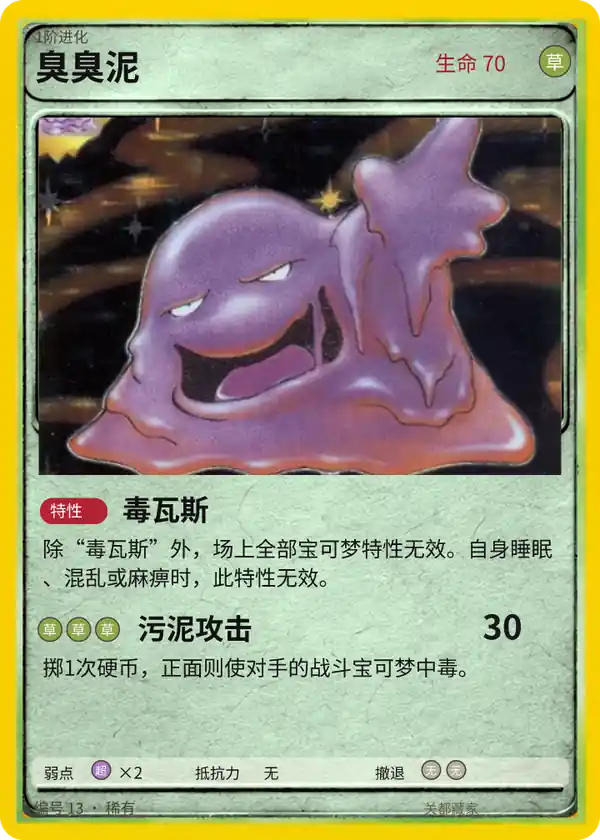 1阶进化
臭臭泥
生命 70
草
特性
毒瓦斯
除“毒瓦斯”外，场上全部宝可梦特性无效。自身睡眠
、混乱或麻痹时，此特性无效。
草 草 草 污泥攻击 30
掷1次硬币，正面则使对手的战斗宝可梦中毒。
弱点 超 ×2 抵抗力 无 撤退 无 无
编号 13 · 稀有
关都藏家